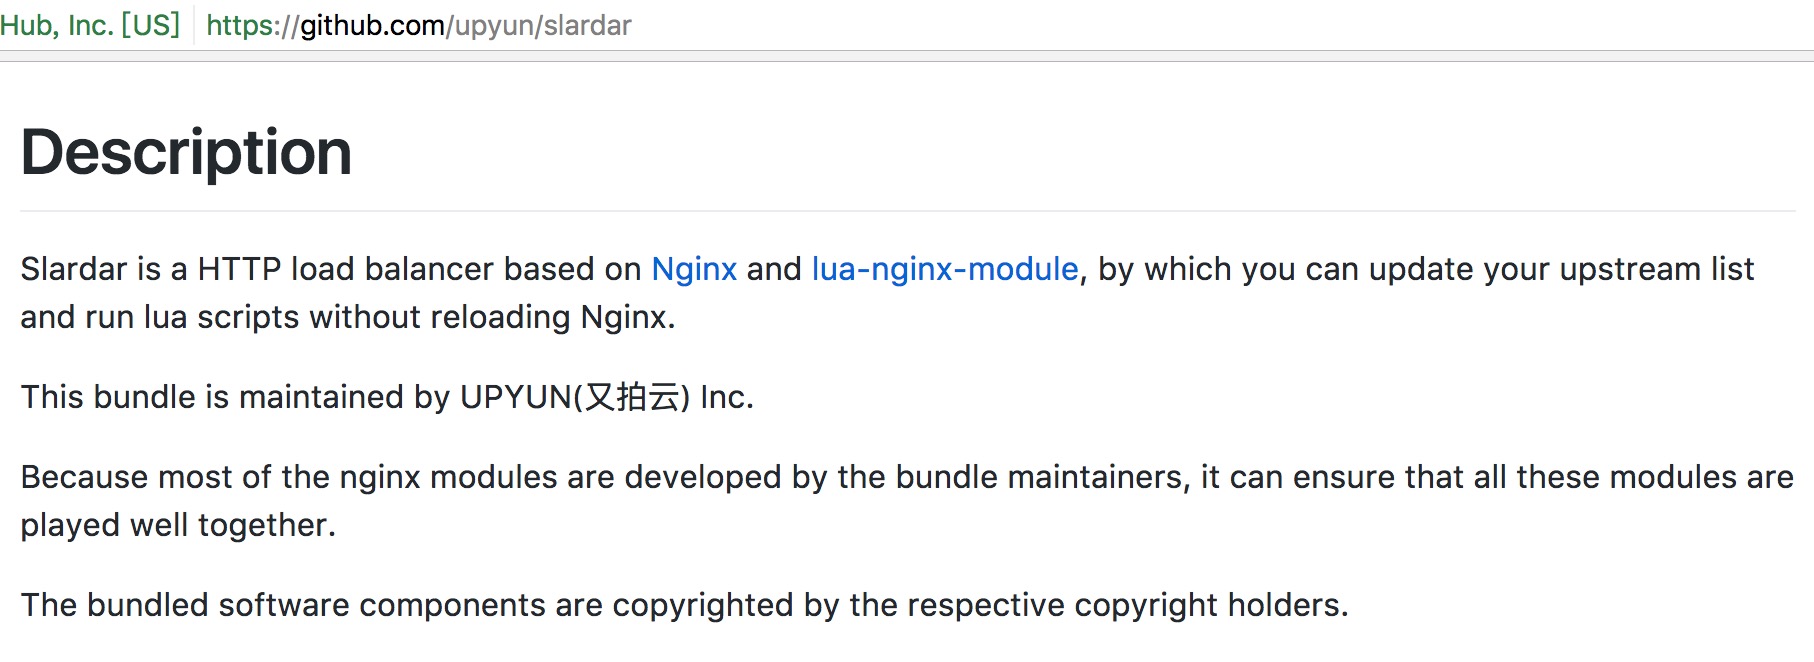 Hub, Inc. [US] https://github.com/upyun/slardar
Description
Slardar is a HTTP load balancer based on Nginx and lua-nginx-module, by which you can update your upstream list
and run lua scripts without reloading Nginx.
This bundle is maintained by UPYUN(又拍云) Inc.
Because most of the nginx modules are developed by the bundle maintainers, it can ensure that all these modules are
played well together.
The bundled software components are copyrighted by the respective copyright holders.